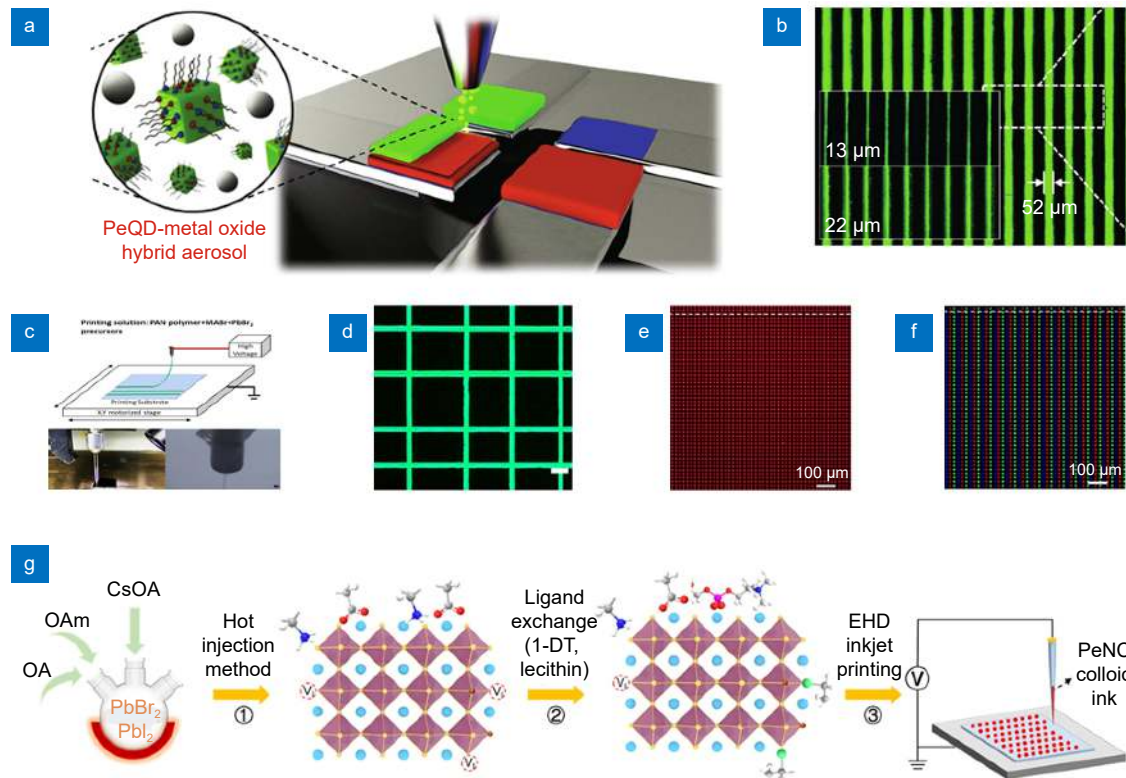 a
PeQD-metal oxide
hybrid aerosol
b
13 μm
22 μm
52 μm
c
Printing solution: PAN polymer+MABr+PbBr₂
precursors
High
Voltage
Printing Substrate
X,Y motorized stage
d
e
100 μm
f
100 μm
g
CsOA
OAm
OA
PbBr₂
PbI₂
Hot
injection
method
①
V
V
Ligand
exchange
(1-DT,
lecithin)
②
V
EHD
inkjet
printing
③
V
PeNC
colloid
ink